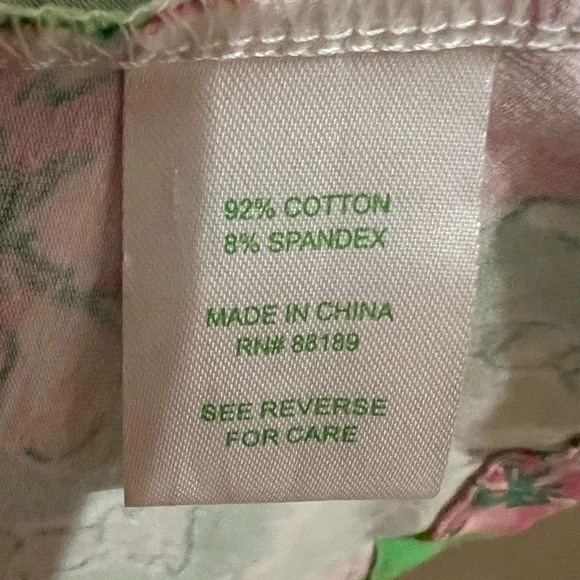 92% COTTON
8% SPANDEX
MADE IN CHINA
RN# 88189
SEE REVERSE
FOR CARE